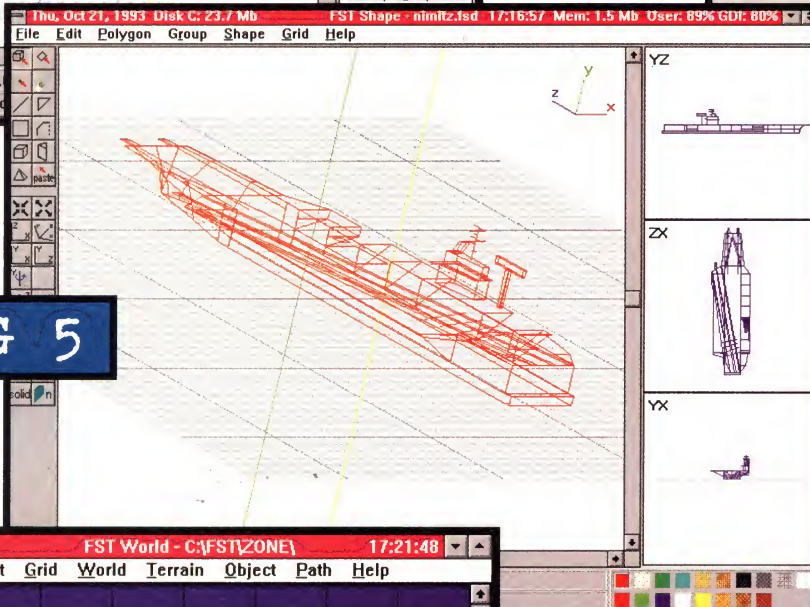 Thu, Oct 21, 1993 Disk C: 23.7 Mb FST Shape - nimitz.fsd 17:16:57 Mem: 1.5 Mb User: 89% GDI: 80%
File Edit Polygon Group Shape Grid Help
YZ
y
z
x
paste
ZX
G 5
solid
n
YX
FST World - C:\FST\ZONE\ 17:21:48
t Grid World Terrain Object Path Help